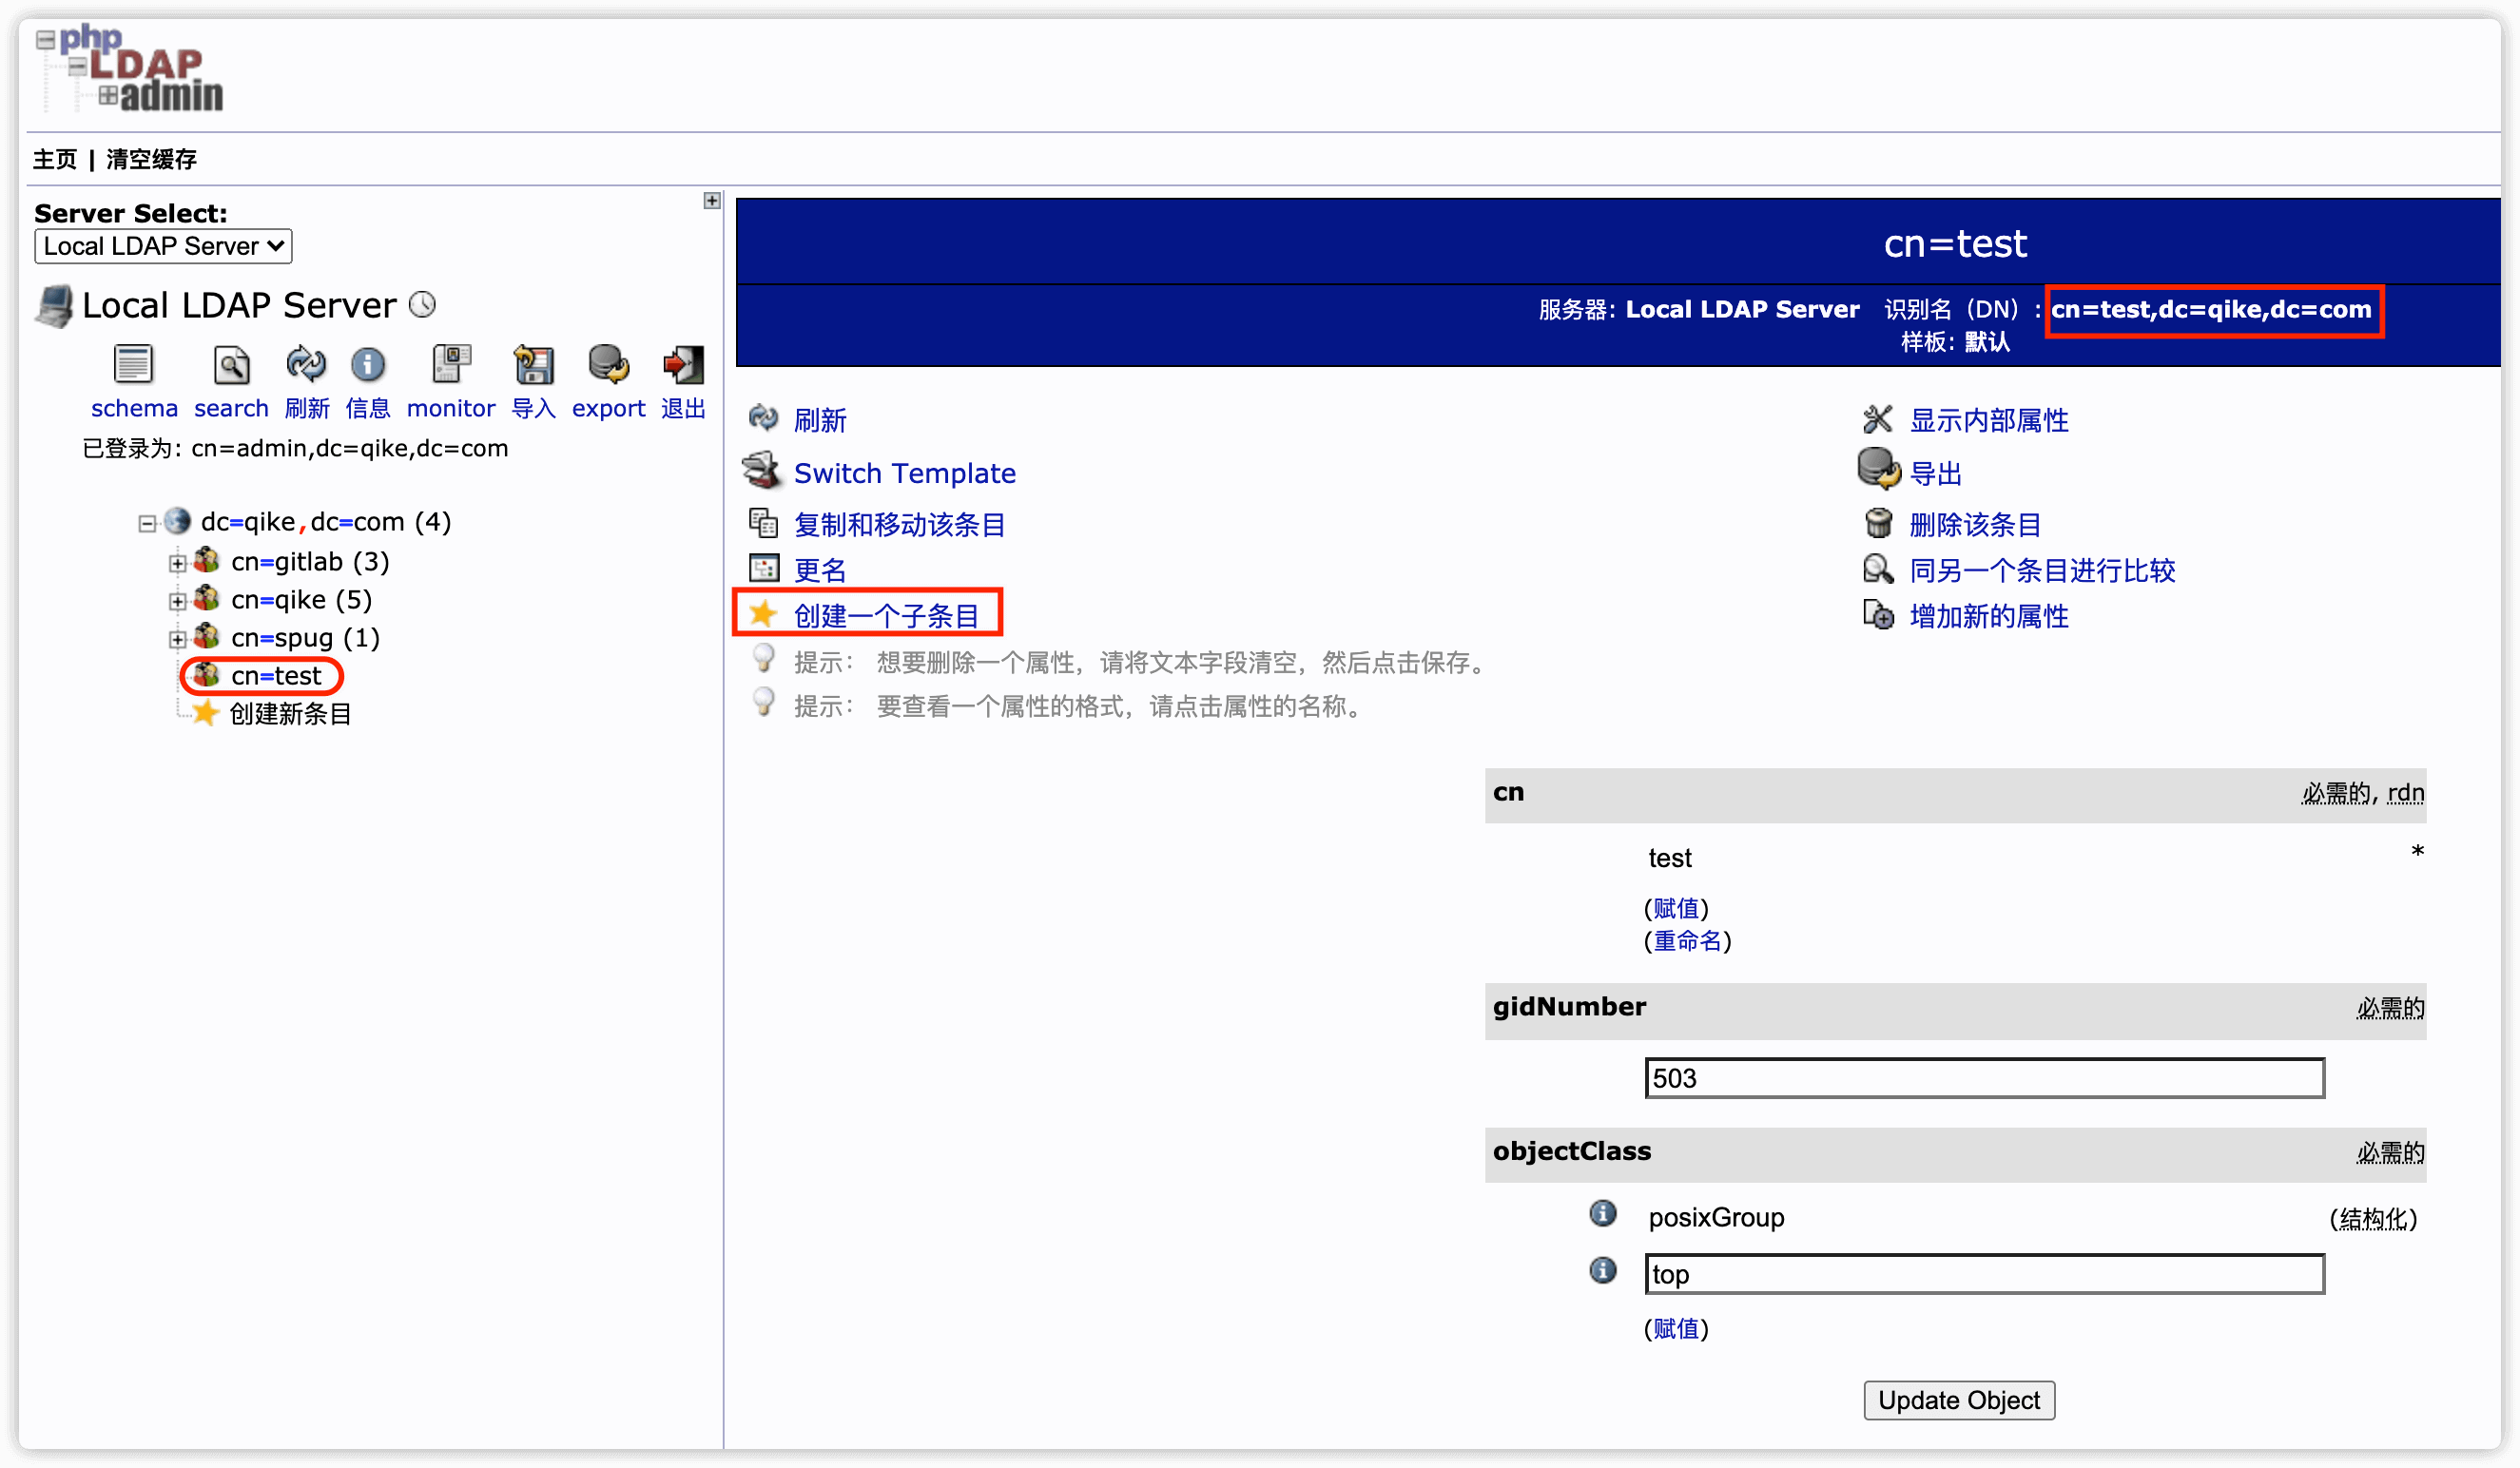 php
LDAP
admin
主页 | 清空缓存
Server Select:
Local LDAP Server
Local LDAP Server
schema search 刷新 信息 monitor 导入 export 退出
已登录为: cn=admin,dc=qike,dc=com
dc=qike,dc=com (4)
cn=gitlab (3)
cn=qike (5)
cn=spug (1)
cn=test
创建新条目
cn=test
服务器: Local LDAP Server 识别名（DN）: cn=test,dc=qike,dc=com
样板: 默认
刷新
Switch Template
复制和移动该条目
更名
创建一个子条目
显示内部属性
导出
删除该条目
同另一个条目进行比较
增加新的属性
提示： 想要删除一个属性，请将文本字段清空，然后点击保存。
提示： 要查看一个属性的格式，请点击属性的名称。
cn 必需的, rdn
test *
(赋值)
(重命名)
gidNumber 必需的
503
objectClass 必需的
posixGroup (结构化)
top
(赋值)
Update Object